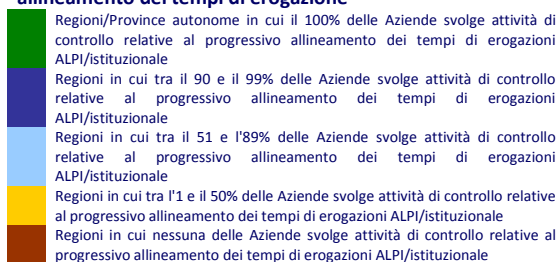 allineamento dei tempi di erogazione
Regioni/Province autonome in cui il 100% delle Aziende svolge attività di
controllo relative al progressivo allineamento dei tempi di erogazioni
ALPI/istituzionale
Regioni in cui tra il 90 e il 99% delle Aziende svolge attività di controllo
relative al progressivo allineamento dei tempi di erogazioni
ALPI/istituzionale
Regioni in cui tra il 51 e l'89% delle Aziende svolge attività di controllo
relative al progressivo allineamento dei tempi di erogazioni
ALPI/istituzionale
Regioni in cui tra l'1 e il 50% delle Aziende svolge attività di controllo relative
al progressivo allineamento dei tempi di erogazioni ALPI/istituzionale
Regioni in cui nessuna delle Aziende svolge attività di controllo relative al
progressivo allineamento dei tempi di erogazioni ALPI/istituzionale